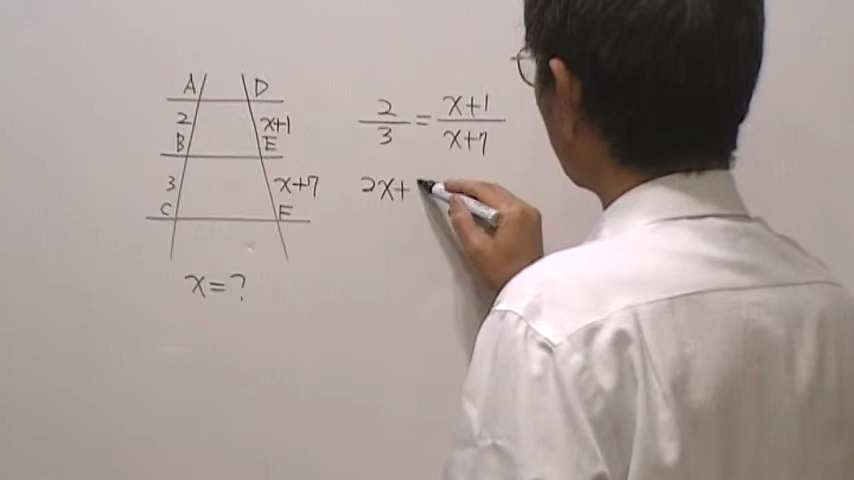 A D
2 x+1
B E
3 x+7
C F
x=?
2/3 = x+1/x+7
2x+